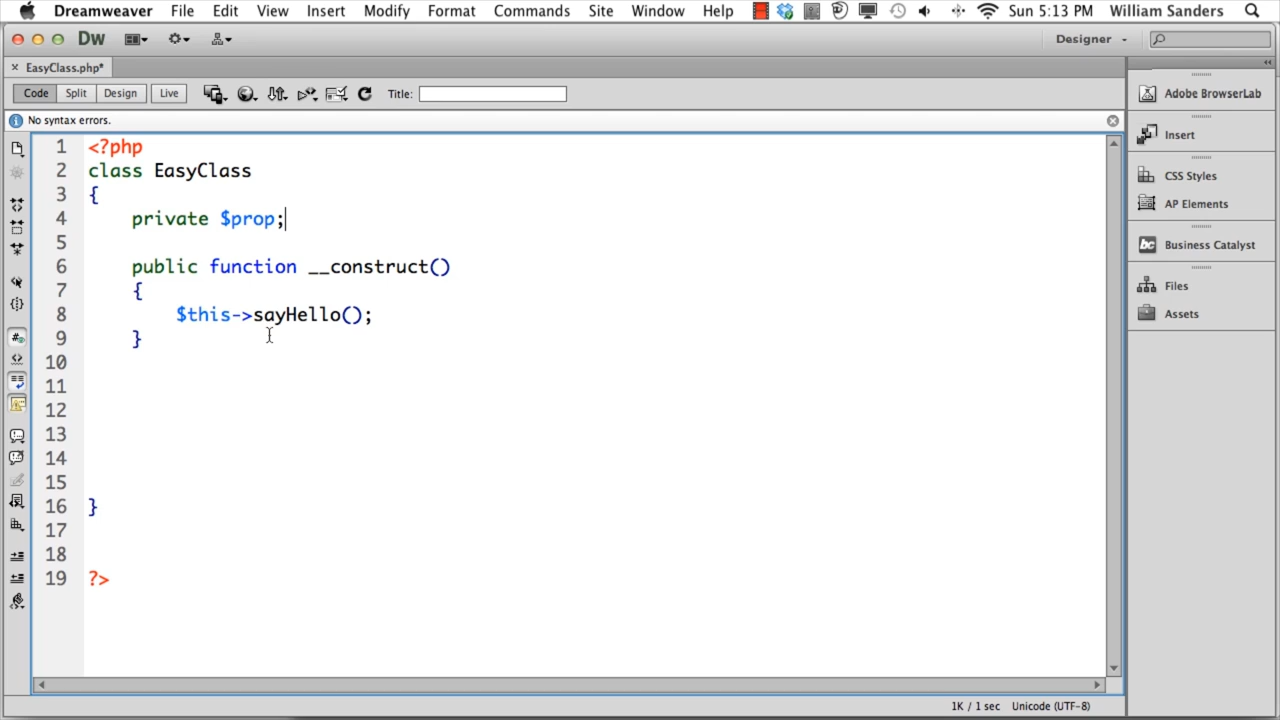 Dreamweaver File Edit View Insert Modify Format Commands Site Window Help Sun 5:13 PM William Sanders
Dw Designer
× EasyClass.php*
Code Split Design Live Title:
No syntax errors.
1 <?php
2 class EasyClass
3 {
4 private $prop;
5
6 public function __construct()
7 {
8 $this->sayHello();
9 }
10
11
12
13
14
15
16 }
17
18
19 ?>
1K / 1 sec Unicode (UTF-8)
Adobe BrowserLab
Insert
CSS Styles
AP Elements
Business Catalyst
Files
Assets